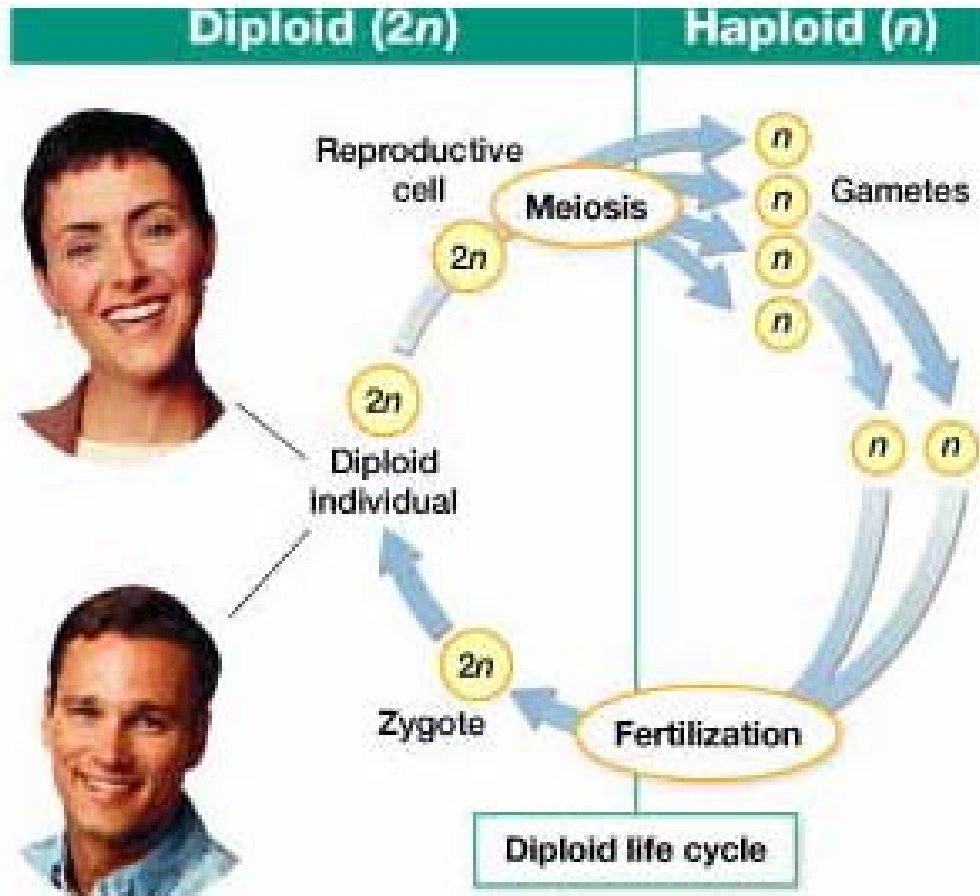 Diploid (2n)
Haploid (n)
Reproductive
cell
Meiosis
2n
n
n
n
n
Gametes
2n
Diploid
individual
n
n
2n
Zygote
Fertilization
Diploid life cycle